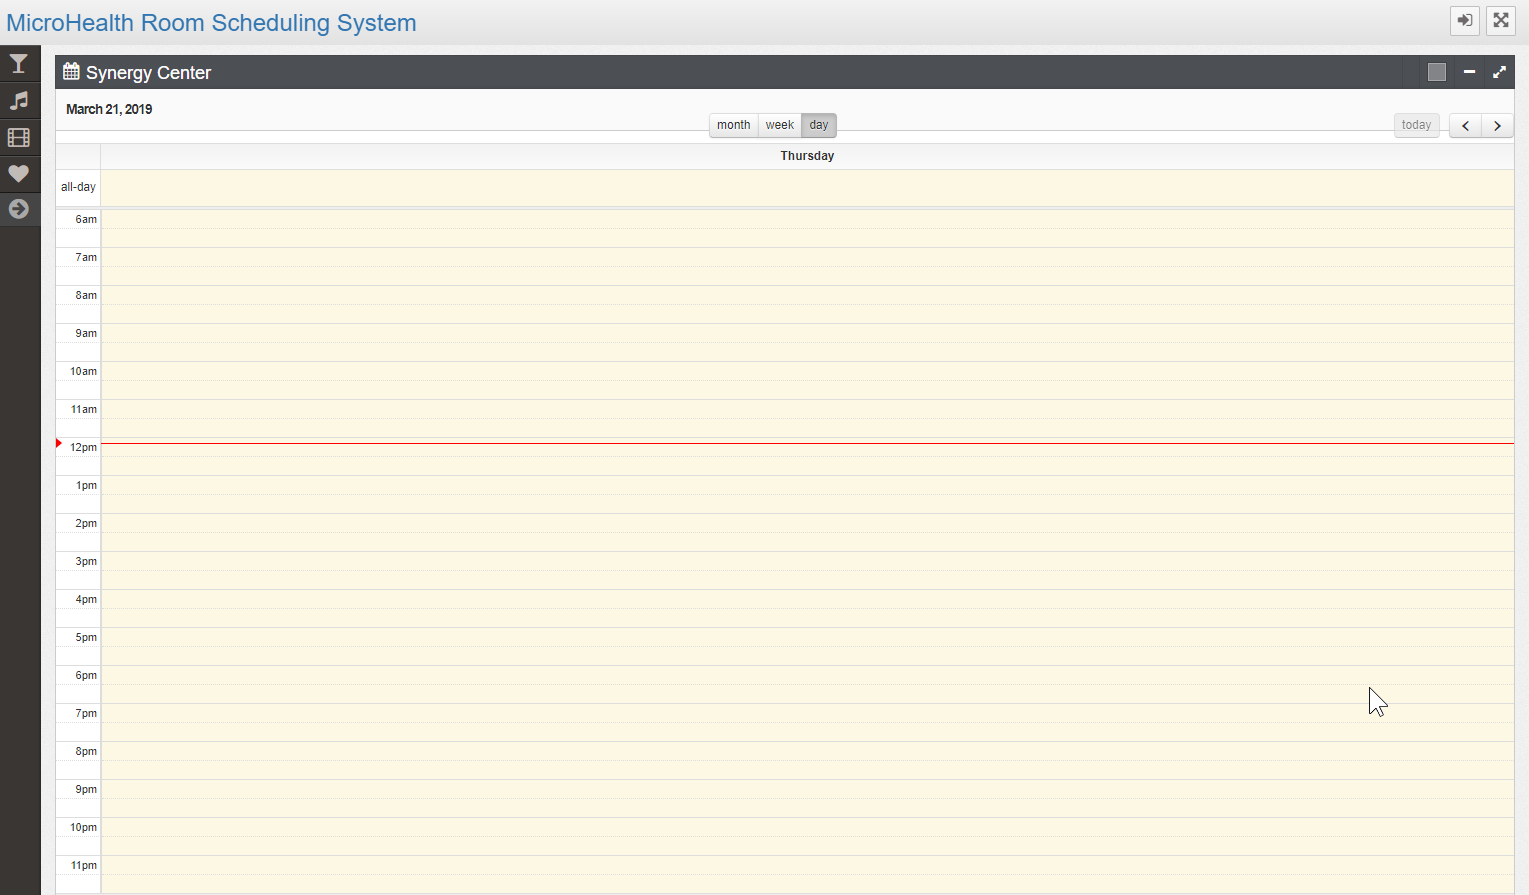 MicroHealth Room Scheduling System
Synergy Center
March 21, 2019
month week day
today
Thursday
all-day
6am
7am
8am
9am
10am
11am
12pm
1pm
2pm
3pm
4pm
5pm
6pm
7pm
8pm
9pm
10pm
11pm